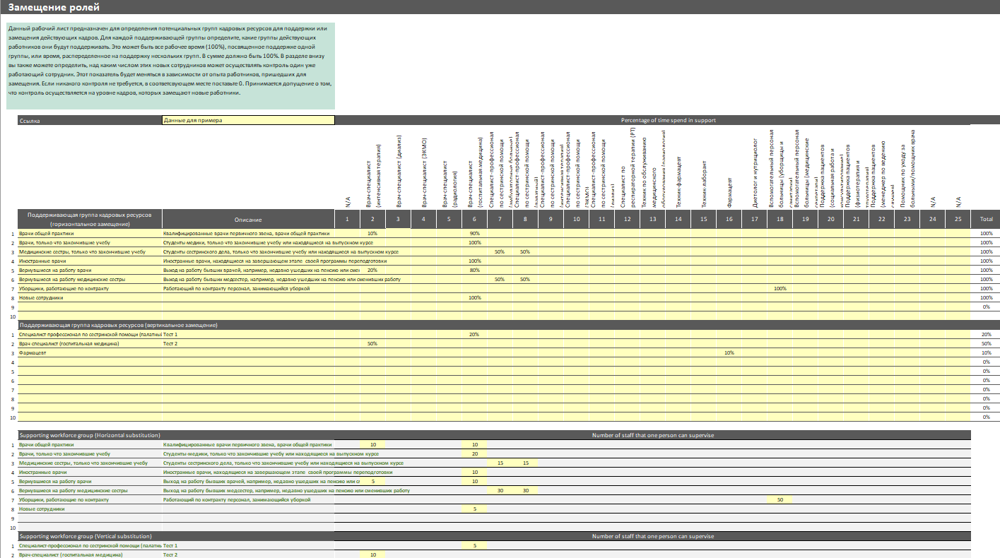 Замещение ролей
Данный рабочий лист предназначен для определения потенциальных групп кадровых ресурсов для поддержки или
замещения действующих кадров. Для каждой поддерживающей группы определите, какие группы действующих
работников они будут поддерживать. Это может быть все рабочее время (100%), посвященное поддержке одной
группы, или время, распределенное на поддержку нескольких групп. В сумме должно быть 100%. В разделе внизу
вы также можете определить, над каким числом этих новых сотрудников может осуществлять контроль один уже
работающий сотрудник. Этот показатель будет меняться в зависимости от опыта работников, пришедших для
замещения. Если никакого контроля не требуется, в соответсвующем месте поставьте 0. Принимается допущение о том,
что контроль осуществляется на уровне кадров, которых замещают новые работники.
Ссылка Данные для примера Percentage of time spend in support
N/A
Врач-специалист
(интенсивная терапия)
Врач-специалист (диализ)
Врач-специалист (ЭКМО)
Врач-специалист
(радиология)
Врач-специалист
(госпитальная медицина)
Специалист-профессионал
по сестринской помощи
(амбулаторные больные)
Специалист-профессионал
по сестринской помощи
(палатный)
Специалист-профессионал
по сестринской помощи
(интенсивная терапия)
Специалист-профессионал
по сестринской помощи
(ЭКМО)
Специалист-профессионал
по сестринской помощи
(диализ)
Специалист по
респираторной терапии (РТ)
Техник по обслуживанию
медицинского
оборудования (радиология)
Техник-фармацевт
Техник-лаборант
Фармацевт
Диетолог и нутрициолог
Вспомогательный персонал
больницы (уборщицы и
Вспомогательный персонал
больницы (медицинские
Поддержка пациентов
(социальная работа и
Поддержка пациентов
(физиотерапия и
Поддержка пациентов
(менеджер по ведению
Помощник по уходу за
больными/помощник врача
N/A
N/A
Поддерживающая группа кадровых ресурсов
(горизонтальное замещение) Описание 1 2 3 4 5 6 7 8 9 10 11 12 13 14 15 16 17 18 19 20 21 22 23 24 25 Total
1 Врачи общей практики Квалифицированные врачи первичного звена, врачи общей практики 10% 90% 100%
2 Врачи, только что закончившие учебу Студенты-медики, только что закончившие учебу или находящиеся на выпускном курсе 100% 100%
3 Медицинские сестры, только что закончившие учебу Студенты сестринского дела, только что закончившие учебу или находящиеся на выпускном курсе 50% 50% 100%
4 Иностранные врачи Иностранные врачи, находящиеся на завершающем этапе своей программы переподготовки 100% 100%
5 Вернувшиеся на работу врачи Выход на работу бывших врачей, например, недавно ушедших на пенсию или сме 20% 80% 100%
6 Вернувшиеся на работу медицинские сестры Выход на работу бывших медсестер, например, недавно ушедших на пенсию или сменивших работу 50% 50% 100%
7 Уборщики, работающие по контракту Работающий по контракту персонал, занимающийся уборкой 100% 100%
8 Новые сотрудники 100% 100%
9 0%
10
Поддерживающая группа кадровых ресурсов (вертикальное замещение)
1 Специалист-профессионал по сестринской помощи (палатны Тест 1 20% 20%
2 Врач-специалист (госпитальная медицина) Тест 2 50% 50%
3 Фармацевт 10% 10%
4 0%
5 0%
6 0%
7 0%
8 0%
9 0%
10 0%
Supporting workforce group (Horizontal substitution) Number of staff that one person can supervise
1 Врачи общей практики Квалифицированные врачи первичного звена, врачи общей практики 10 10
2 Врачи, только что закончившие учебу Студенты-медики, только что закончившие учебу или находящиеся на выпускном курсе 20
3 Медицинские сестры, только что закончившие учебу Студенты сестринского дела, только что закончившие учебу или находящиеся на выпускном курсе 15 15
4 Иностранные врачи Иностранные врачи, находящиеся на завершающем этапе своей программы переподготовки 10
5 Вернувшиеся на работу врачи Выход на работу бывших врачей, например, недавно ушедших на пенсию или 5 10
6 Вернувшиеся на работу медицинские сестры Выход на работу бывших медсестер, например, недавно ушедших на пенсию или сменивших работу 30 30
7 Уборщики, работающие по контракту Работающий по контракту персонал, занимающийся уборкой 50
8 Новые сотрудники 5
9
10
Supporting workforce group (Vertical substitution) Number of staff that one person can supervise
1 Специалист-профессионал по сестринской помощи (палатнь Тест 1 5
2 Врач-специалист (госпитальная медицина) Тест 2 10